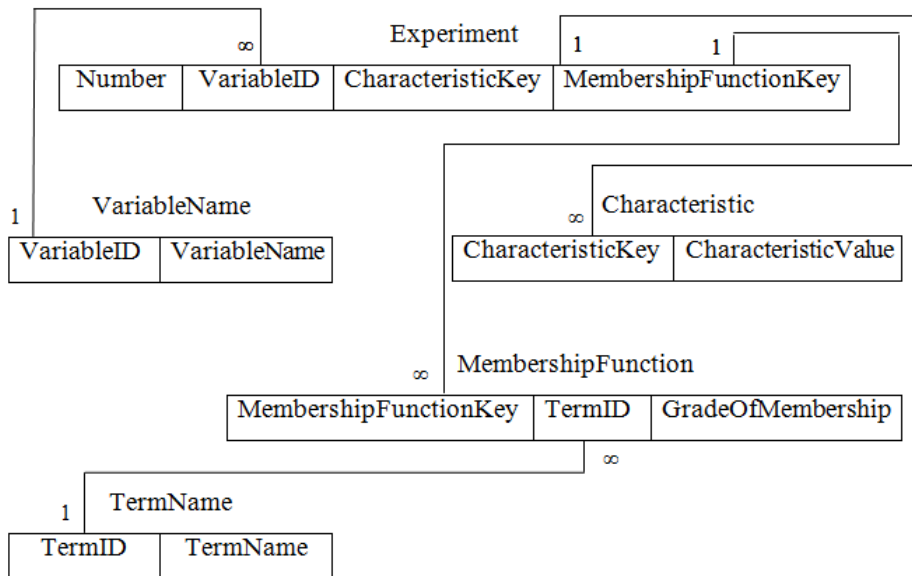 Experiment
∞ 1 1
Number VariableID CharacteristicKey MembershipFunctionKey
1 VariableName
VariableID VariableName
∞ Characteristic
CharacteristicKey CharacteristicValue
∞ MembershipFunction
MembershipFunctionKey TermID GradeOfMembership
∞
1 TermName
TermID TermName